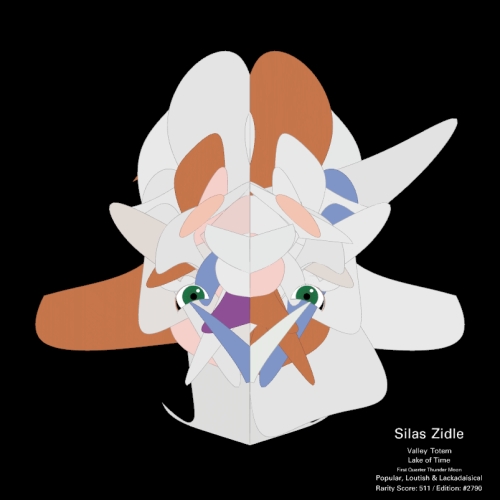 Silas Zidle
Valley Totem
Lake of Time
First Quarter Thunder Moon
Popular, Loutish & Lackadaisical
Rarity Score: 511 / Edition: #2790